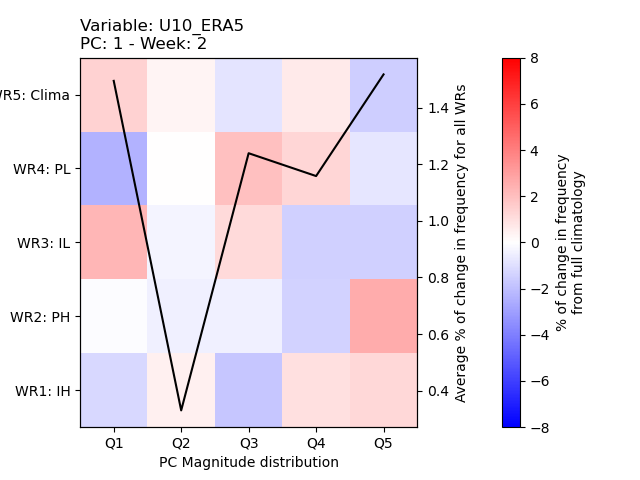 Variable: U10_ERA5
PC: 1 - Week: 2
WR5: Clima
WR4: PL
WR3: IL
WR2: PH
WR1: IH
Q1 Q2 Q3 Q4 Q5
PC Magnitude distribution
1.4
1.2
1.0
0.8
0.6
0.4
Average % of change in frequency for all WRs
8
6
4
2
0
−2
−4
−6
−8
% of change in frequency
from full climatology